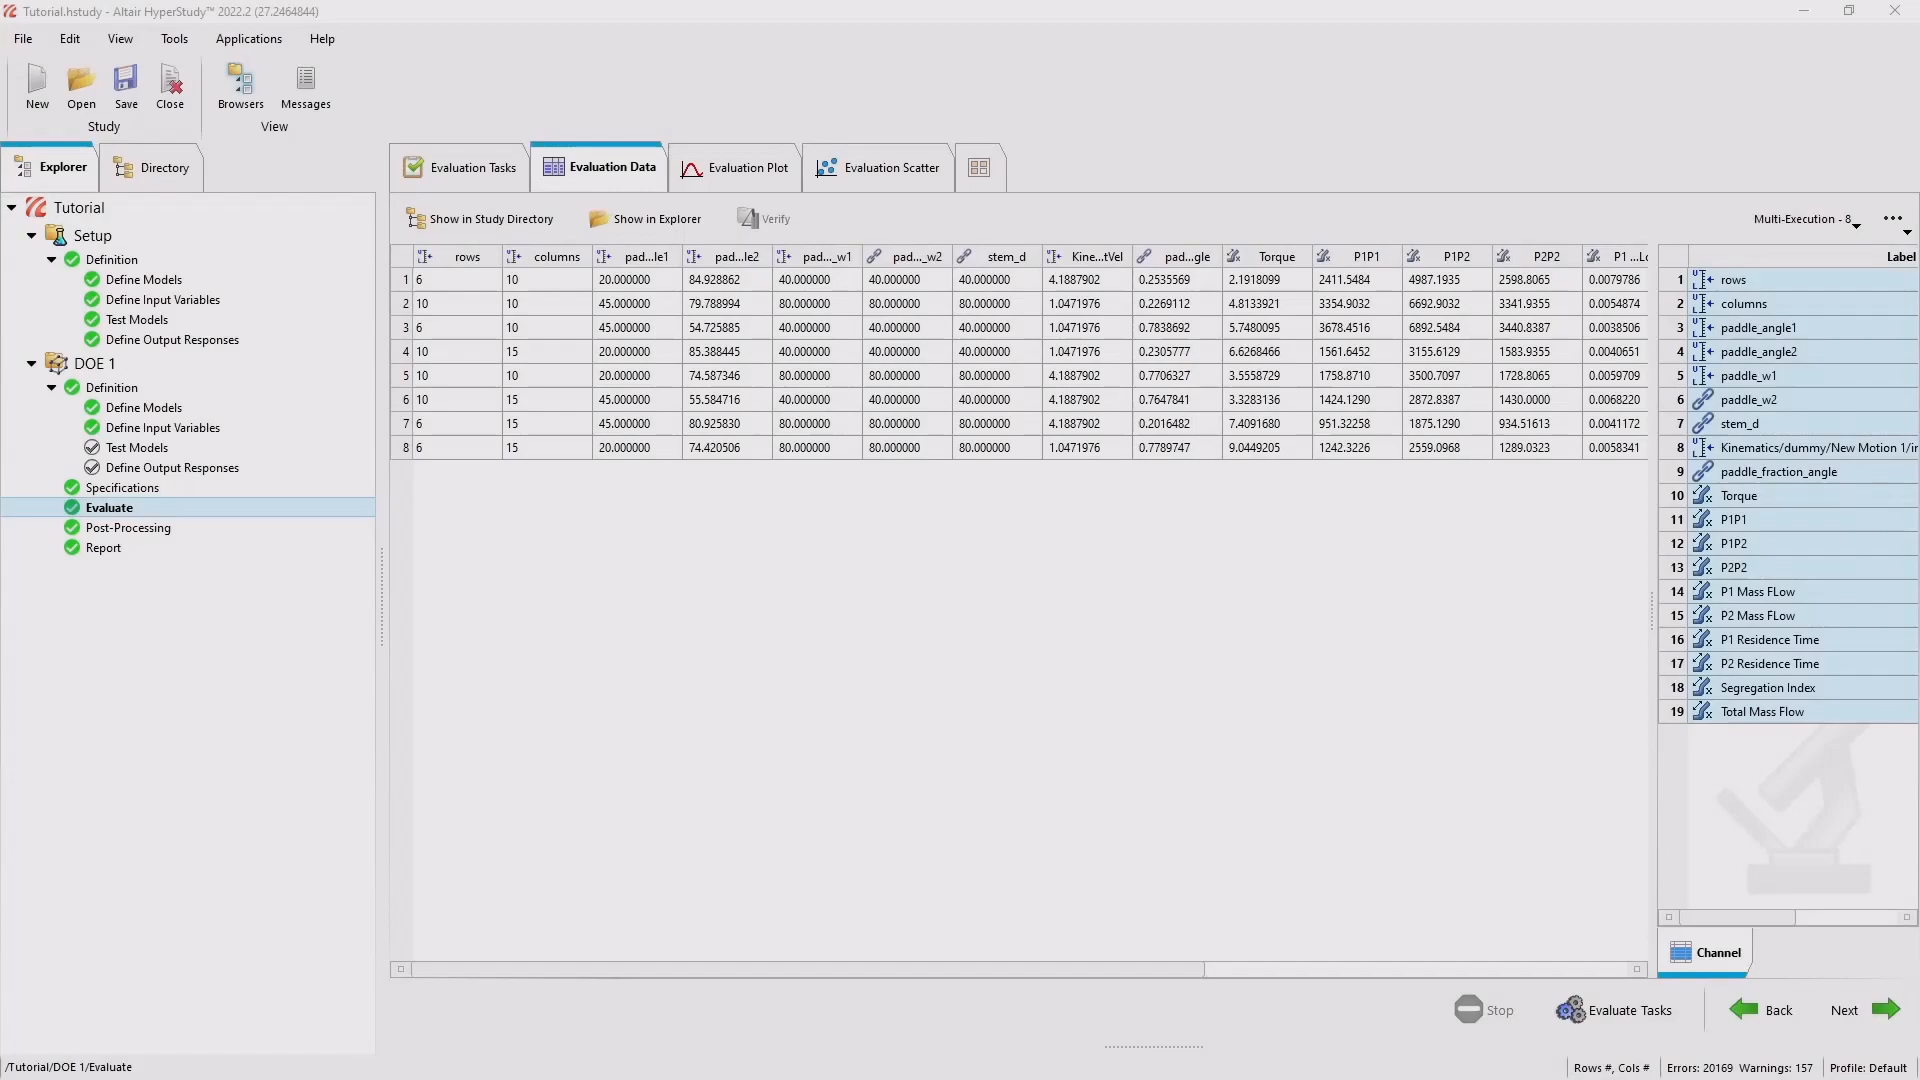 Tutorial.hstudy - Altair HyperStudy™ 2022.2 (27.2464844)
File Edit View Tools Applications Help
New Open Save Close Browsers Messages
Study View
Explorer Directory
Evaluation Tasks Evaluation Data Evaluation Plot Evaluation Scatter
Show in Study Directory Show in Explorer Verify Multi-Execution - 8 •••
Tutorial
Setup
Definition
Define Models
Define Input Variables
Test Models
Define Output Responses
DOE 1
Definition
Define Models
Define Input Variables
Test Models
Define Output Responses
Specifications
Evaluate
Post-Processing
Report
rows columns pad...le1 pad...le2 pad..._w1 pad..._w2 stem_d Kine...tVel pad...gle Torque P1P1 P1P2 P2P2 P1 ...Lo
1 6 10 20.000000 84.928862 40.000000 40.000000 40.000000 4.1887902 0.2535569 2.1918079 2411.5484 4987.1935 2598.8065 0.0079786
2 10 10 45.000000 79.788994 80.000000 80.000000 80.000000 1.0471976 0.2269112 4.8133921 3354.9032 6692.9032 3341.9355 0.0054874
3 6 10 45.000000 54.725885 40.000000 40.000000 40.000000 1.0471976 0.7838692 5.7480095 3678.4516 6892.5484 3440.8387 0.0038506
4 10 15 20.000000 85.388445 40.000000 40.000000 40.000000 1.0471976 0.2305777 6.6268466 1561.6452 3155.6129 1583.9355 0.0040651
5 10 10 20.000000 74.587346 80.000000 80.000000 80.000000 4.1887902 0.7706327 3.5558729 1758.8710 3500.7097 1728.8065 0.0059709
6 10 15 45.000000 55.584716 40.000000 40.000000 40.000000 4.1887902 0.7647841 3.3283136 1424.1290 2872.8387 1430.0000 0.0068220
7 6 15 45.000000 80.925830 80.000000 80.000000 80.000000 4.1887902 0.2016482 7.4091680 951.32258 1875.1290 934.51613 0.0041172
8 6 15 20.000000 74.420506 80.000000 80.000000 80.000000 1.0471976 0.7789747 9.0449205 1242.3226 2559.0968 1289.0323 0.0058341
Label
1 rows
2 columns
3 paddle_angle1
4 paddle_angle2
5 paddle_w1
6 paddle_w2
7 stem_d
8 Kinematics/dummy/New Motion 1/in
9 paddle_fraction_angle
10 Torque
11 P1P1
12 P1P2
13 P2P2
14 P1 Mass FLow
15 P2 Mass FLow
16 P1 Residence Time
17 P2 Residence Time
18 Segregation Index
19 Total Mass Flow
Channel
Stop Evaluate Tasks Back Next
/Tutorial/DOE 1/Evaluate Rows #, Cols # Errors: 20169 Warnings: 157 Profile: Default